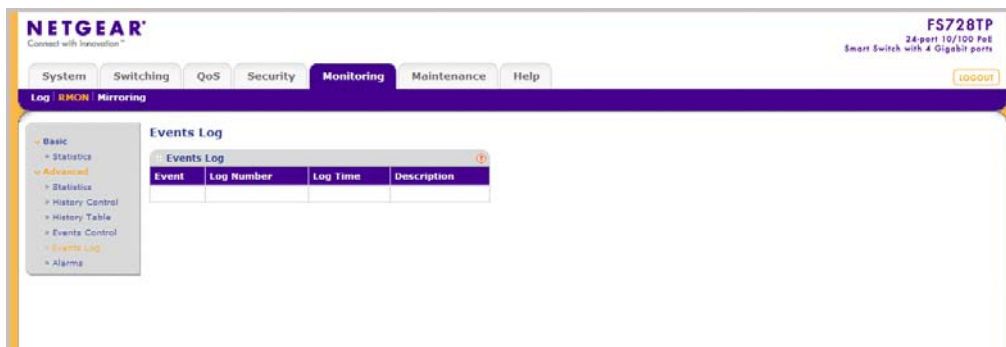 NETGEAR
Connect with Innovation™
FS728TP
24-port 10/100 PoE
Smart Switch with 4 Gigabit ports
System Switching QoS Security Monitoring Maintenance Help
LOGOUT
Log RMON Mirroring
Basic
Statistics
Advanced
Statistics
History Control
History Table
Events Control
Events Log
Alarms
Events Log
Events Log
Event Log Number Log Time Description